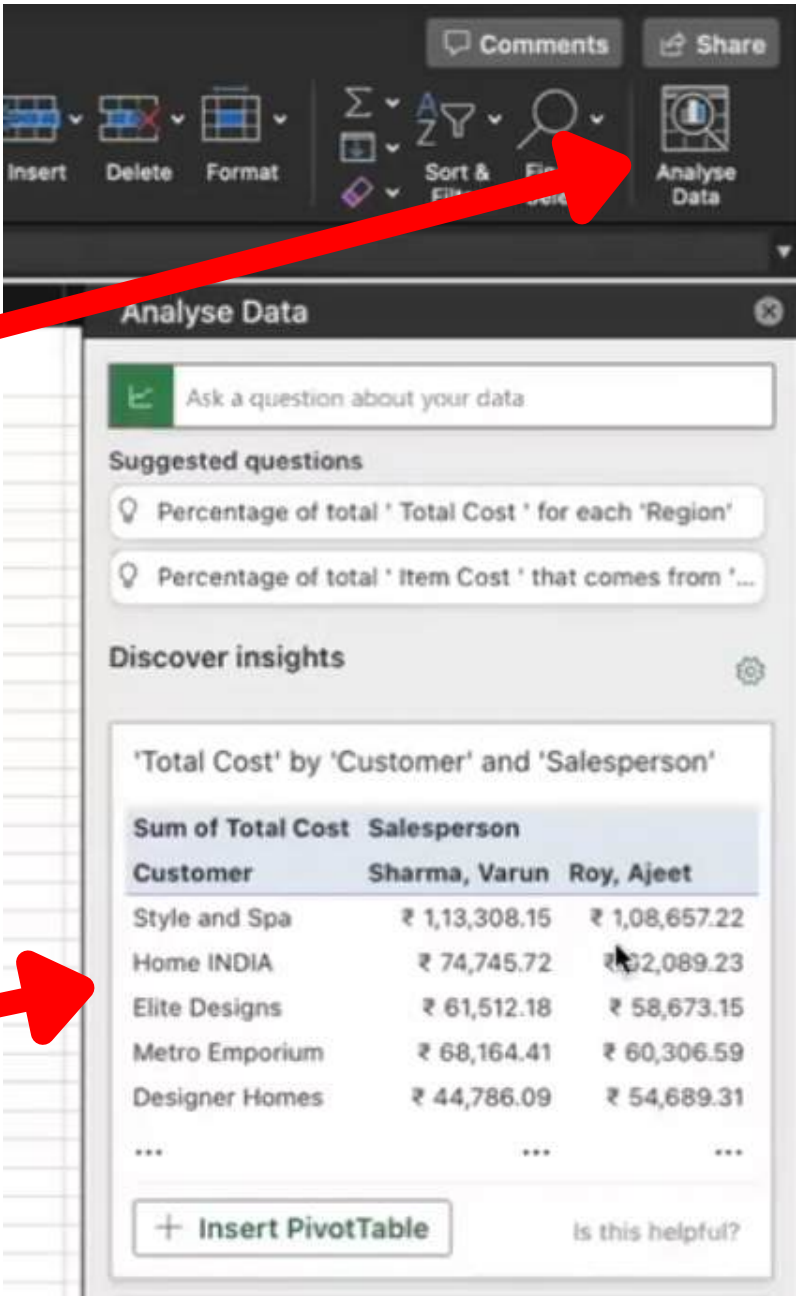 Comments Share
Insert Delete Format Sort & Analyse
Data
Analyse Data
Ask a question about your data
Suggested questions
Percentage of total ' Total Cost ' for each 'Region'
Percentage of total ' Item Cost ' that comes from '...
Discover insights
'Total Cost' by 'Customer' and 'Salesperson'
Sum of Total Cost Salesperson
Customer Sharma, Varun Roy, Ajeet
Style and Spa ₹ 1,13,308.15 ₹ 1,08,657.22
Home INDIA ₹ 74,745.72
Elite Designs ₹ 61,512.18 ₹ 58,673.15
Metro Emporium ₹ 68,164.41 ₹ 60,306.59
Designer Homes ₹ 44,786.09 ₹ 54,689.31
... ... ...
+ Insert PivotTable Is this helpful?